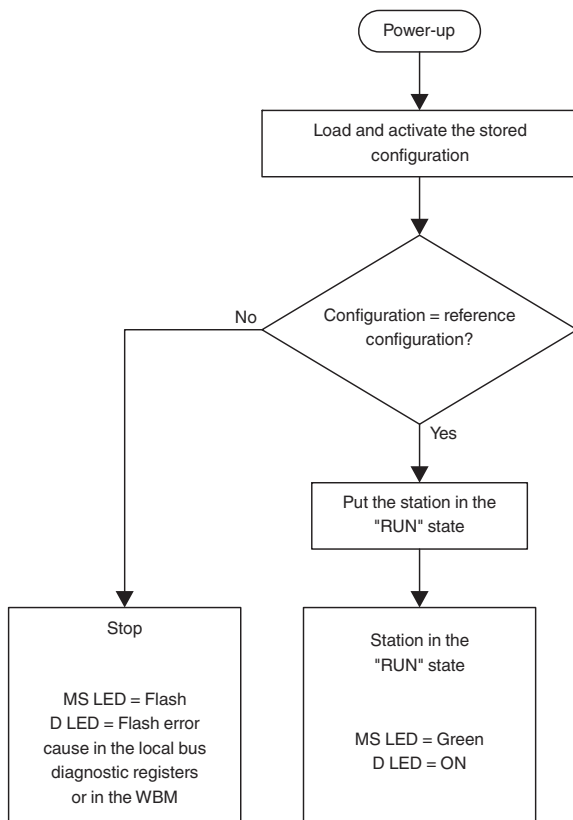 Power-up
Load and activate the stored
configuration
Configuration = reference
configuration?
No
Yes
Put the station in the
"RUN" state
Stop
MS LED = Flash
D LED = Flash error
cause in the local bus
diagnostic registers
or in the WBM
Station in the
"RUN" state
MS LED = Green
D LED = ON